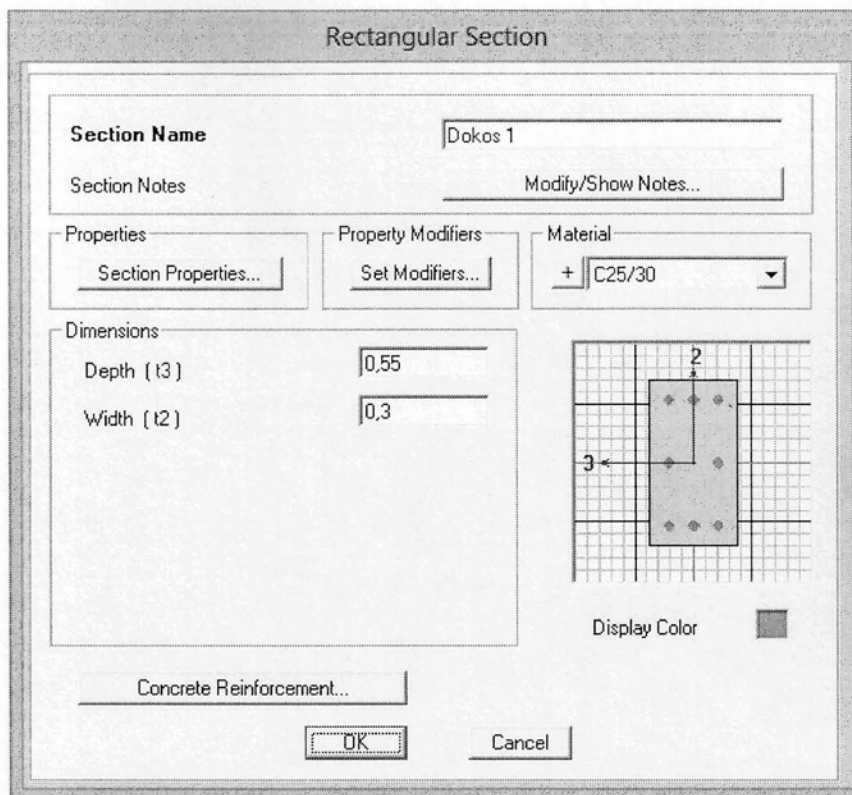 Rectangular Section
Section Name
Dokos 1
Section Notes
Modify/Show Notes...
Properties
Section Properties...
Property Modifiers
Set Modifiers...
Material
+
C25/30
Dimensions
Depth ( t3 )
0,55
Width ( t2 )
0,3
2
3
Display Color
Concrete Reinforcement...
OK
Cancel